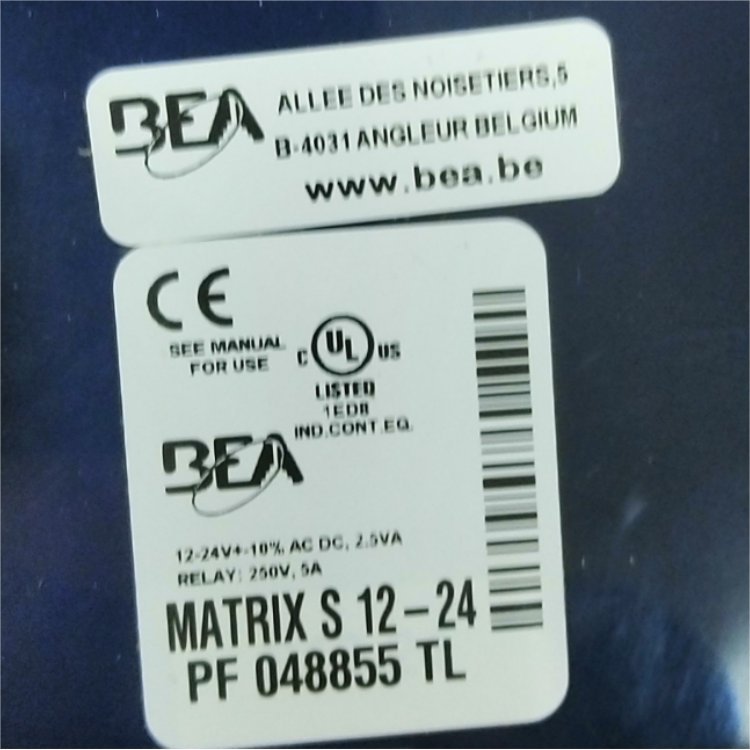 BEA
ALLEE DES NOISETIERS,5
B-4031 ANGLEUR BELGIUM
www.bea.be
CE
SEE MANUAL
FOR USE
C UL US
LISTED
1EDB
IND.CONT.EQ.
BEA
12-24V+-10%, AC DC, 2.5VA
RELAY: 250V, 5A
MATRIX S 12-24
PF 048855 TL